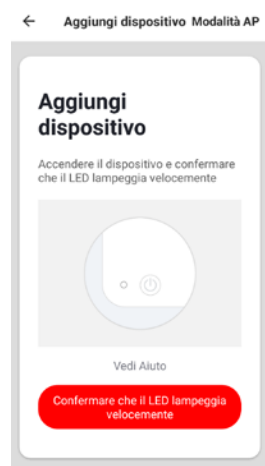 Aggiungi dispositivo Modalità AP
Aggiungi
dispositivo
Accendere il dispositivo e confermare
che il LED lampeggia velocemente
Vedi Aiuto
Confermare che il LED lampeggia
velocemente